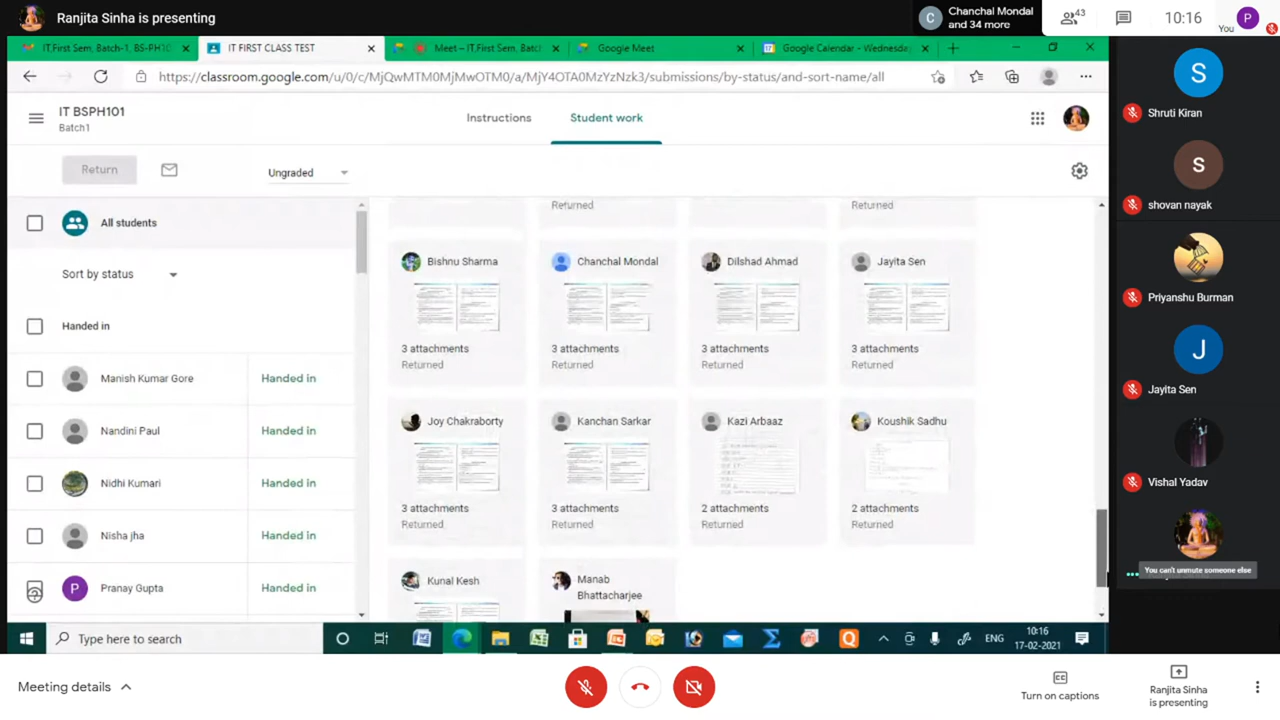 Ranjita Sinha is presenting
Chanchal Mondal
and 34 more
43
10:16
You
P
C
IT,First Sem, Batch-1, BS-PH10
IT FIRST CLASS TEST
Meet – IT,First Sem, Batc
Google Meet
Google Calendar - Wednesda
https://classroom.google.com/u/0/c/MjQwMTM0MjMwOTM0/a/MjY4OTA0MzYzNzk3/submissions/by-status/and-sort-name/all
IT BSPH101
Batch1
Instructions
Student work
Return
Ungraded
All students
Sort by status
Handed in
Manish Kumar Gore
Handed in
Nandini Paul
Handed in
Nidhi Kumari
Handed in
Nisha jha
Handed in
P
Pranay Gupta
Handed in
Returned
Returned
Bishnu Sharma
Chanchal Mondal
Dilshad Ahmad
Jayita Sen
3 attachments
3 attachments
3 attachments
3 attachments
Returned
Returned
Returned
Returned
Joy Chakraborty
Kanchan Sarkar
Kazi Arbaaz
Koushik Sadhu
3 attachments
3 attachments
2 attachments
2 attachments
Returned
Returned
Returned
Returned
Kunal Kesh
Manab
Bhattacharjee
S
Shruti Kiran
s
shovan nayak
Priyanshu Burman
J
Jayita Sen
Vishal Yadav
You can't unmute someone else
Type here to search
ENG
10:16
17-02-2021
Meeting details
Turn on captions
Ranjita Sinha
is presenting